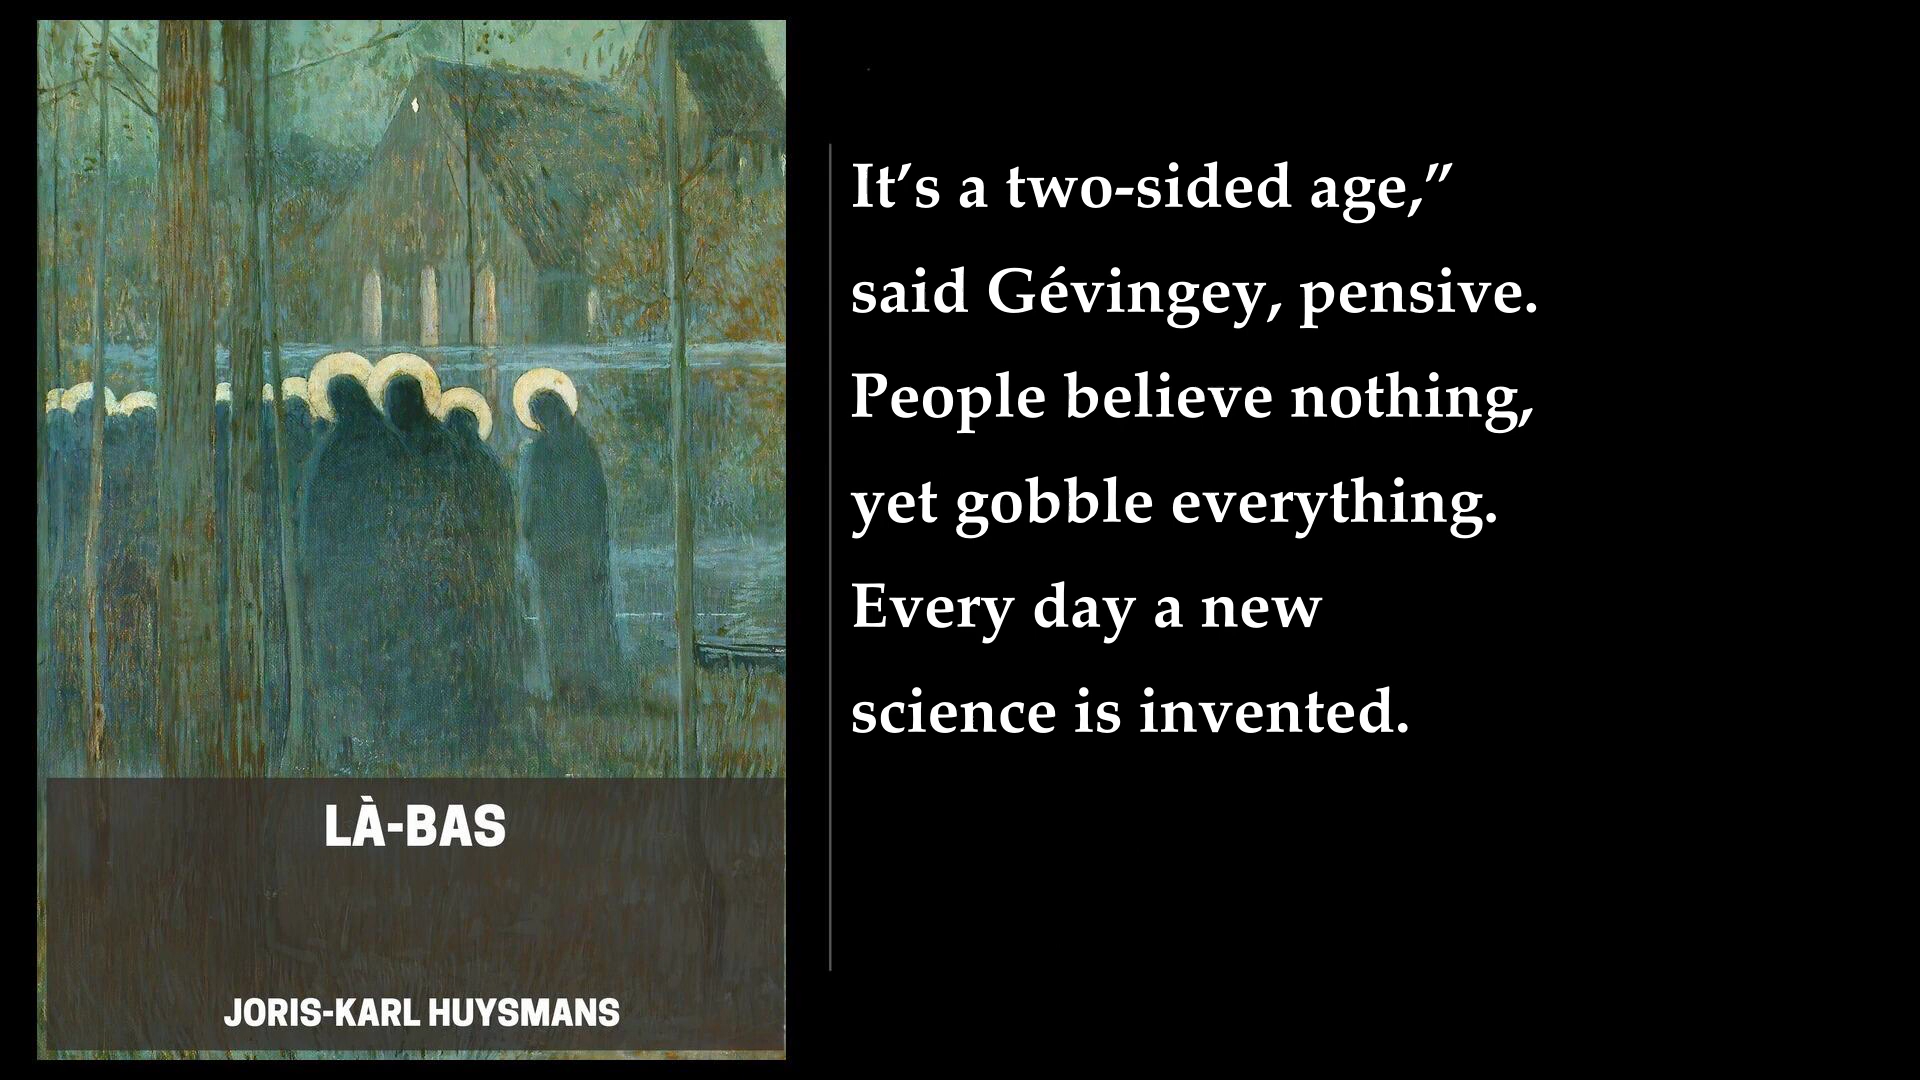 It’s a two-sided age,”
said Gévingey, pensive.
People believe nothing,
yet gobble everything.
Every day a new
science is invented.
LÀ-BAS
JORIS-KARL HUYSMANS